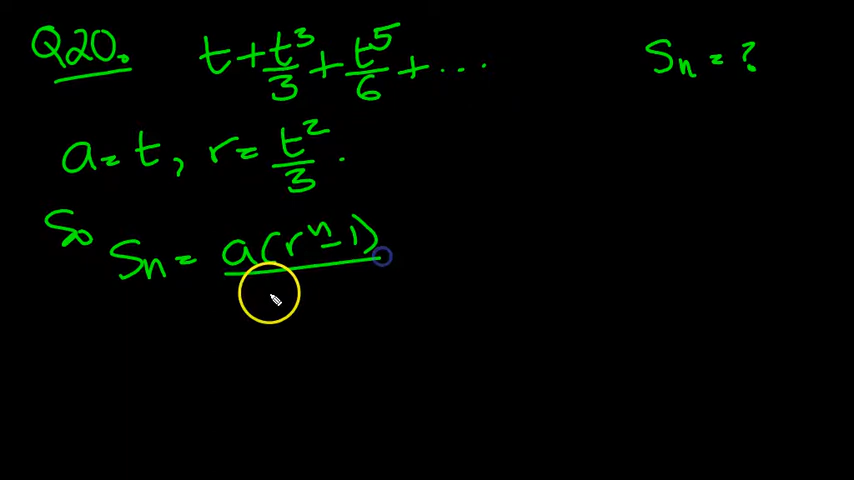 Q20. t + t³/3 + t⁵/6 + ... Sₙ = ?
a = t, r = t²/3.
So Sₙ = a(rⁿ - 1)